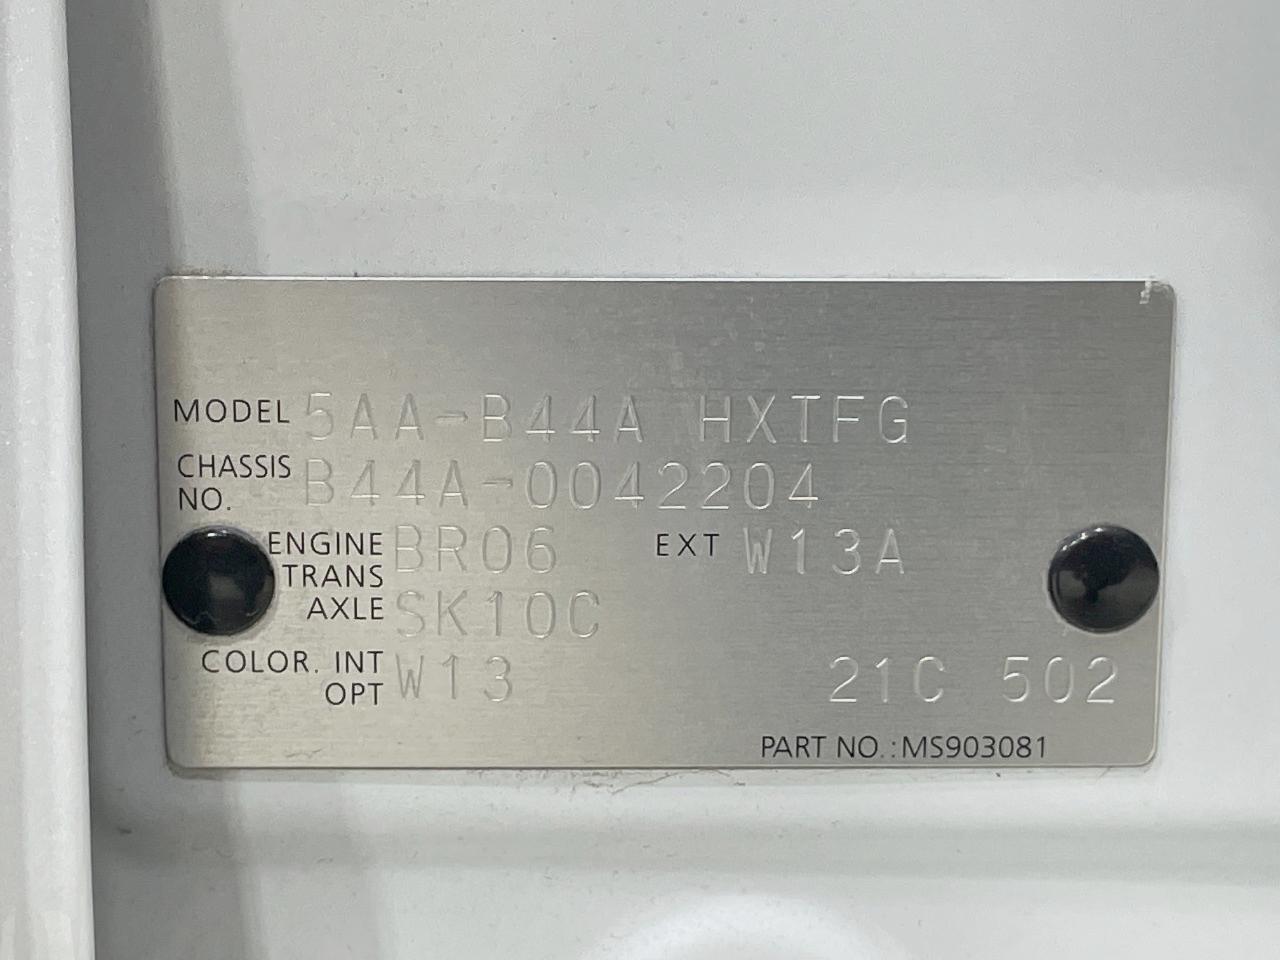 MODEL 5AA-B44A HXTFG
CHASSIS NO. B44A-0042204
ENGINE BR06 EXT W13A
TRANS AXLE SK10C
COLOR. INT OPT W13 21C 502
PART NO.:MS903081